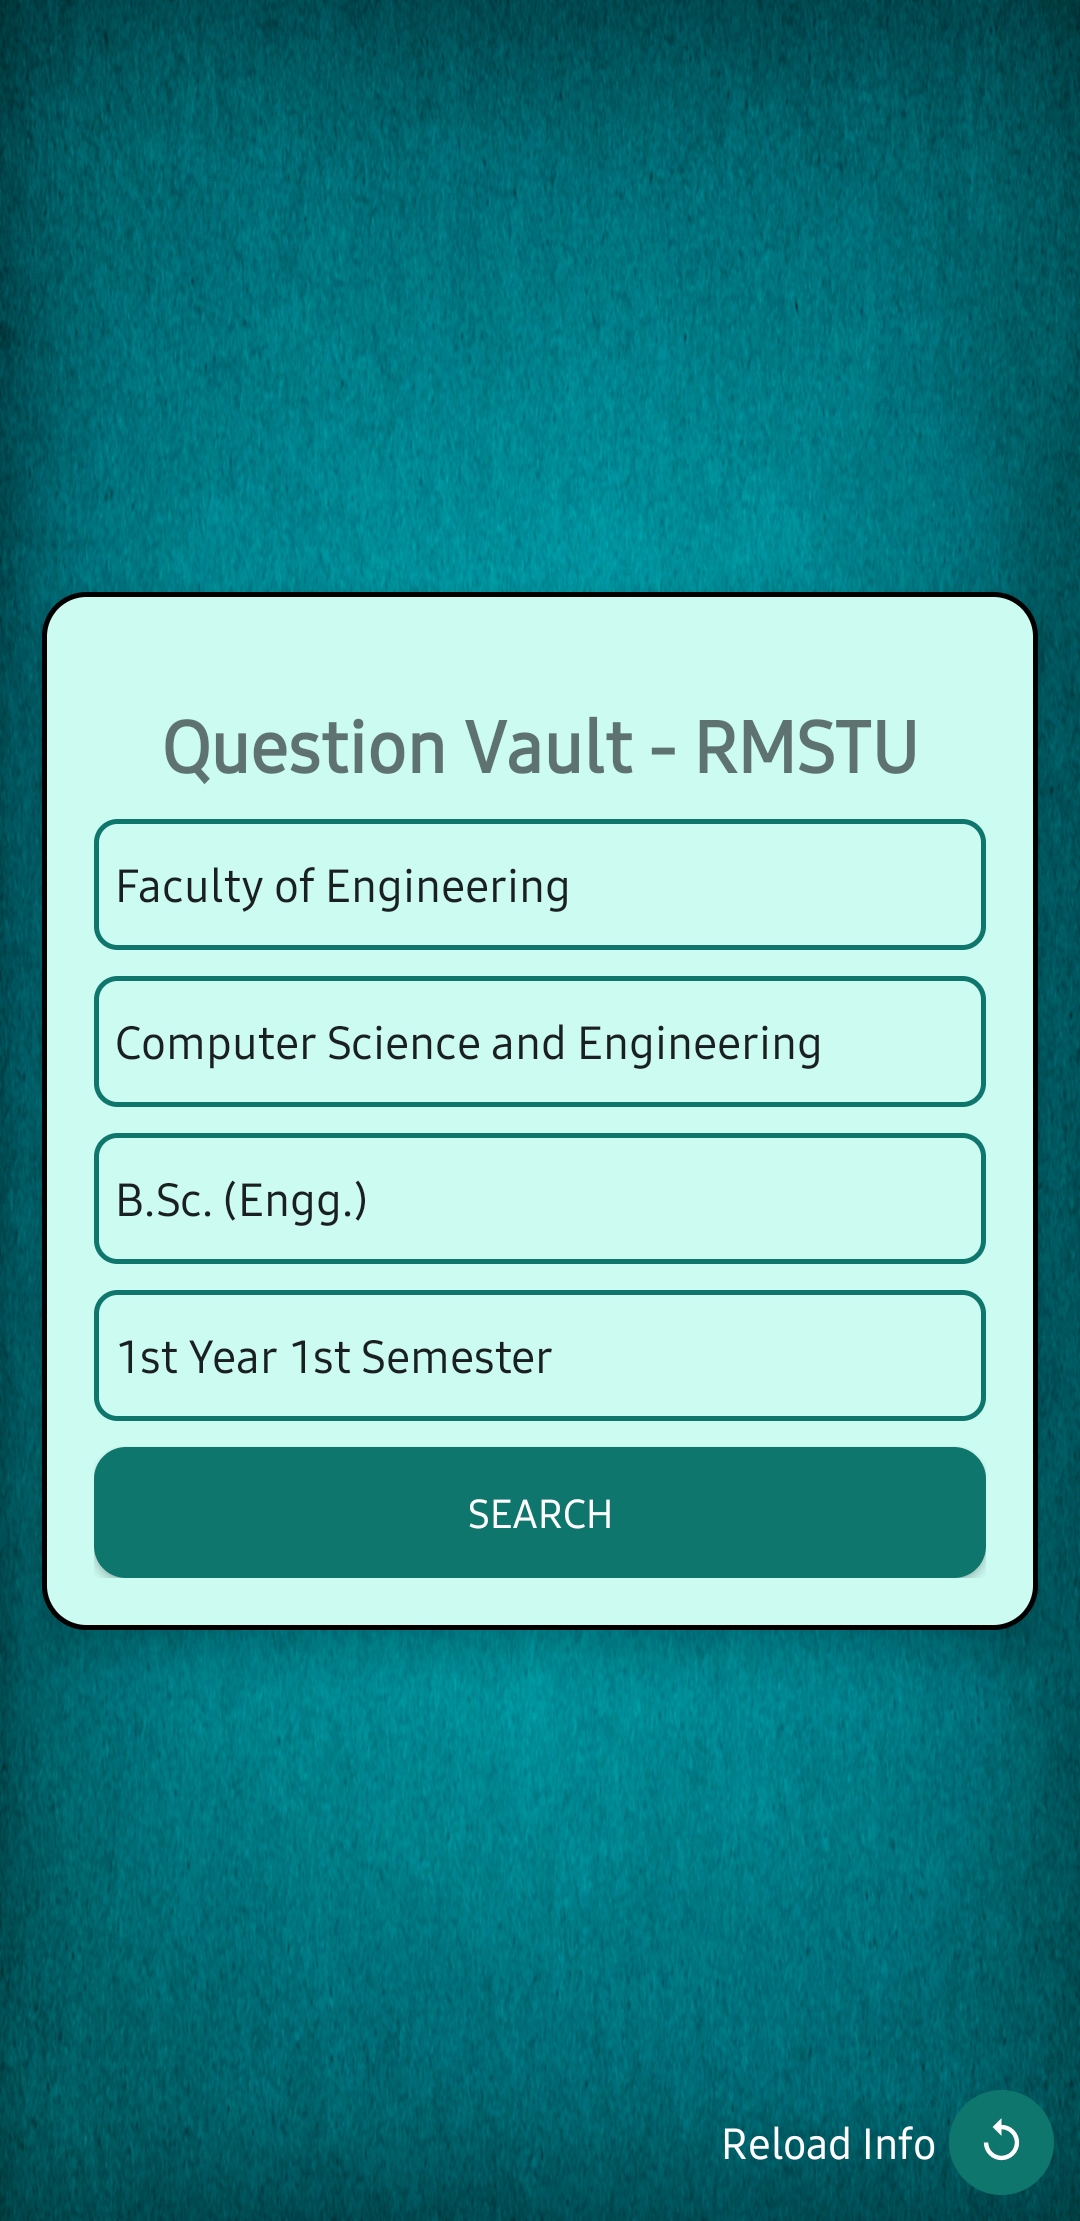 Question Vault - RMSTU
Faculty of Engineering
Computer Science and Engineering
B.Sc. (Engg.)
1st Year 1st Semester
SEARCH
Reload Info